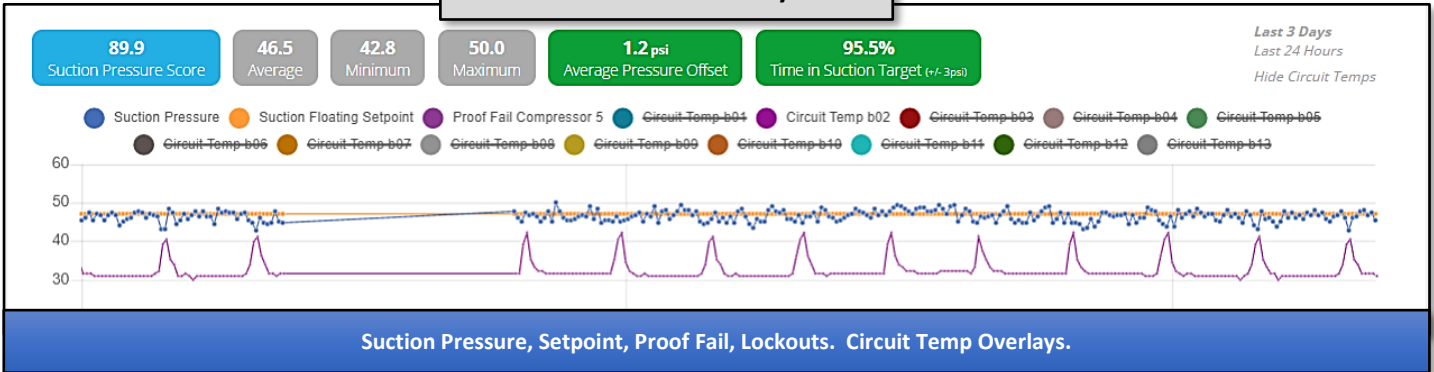 89.9
Suction Pressure Score
46.5
Average
42.8
Minimum
50.0
Maximum
1.2 psi
Average Pressure Offset
95.5%
Time in Suction Target (+/- 3psi)
Last 3 Days
Last 24 Hours
Hide Circuit Temps
Suction Pressure Suction Floating Setpoint Proof Fail Compressor 5 Circuit Temp b01 Circuit Temp b02 Circuit Temp b03 Circuit Temp b04 Circuit Temp b05
Circuit Temp b06 Circuit Temp b07 Circuit Temp b08 Circuit Temp b09 Circuit Temp b10 Circuit Temp b11 Circuit Temp b12 Circuit Temp b13
60
50
40
30
Suction Pressure, Setpoint, Proof Fail, Lockouts. Circuit Temp Overlays.